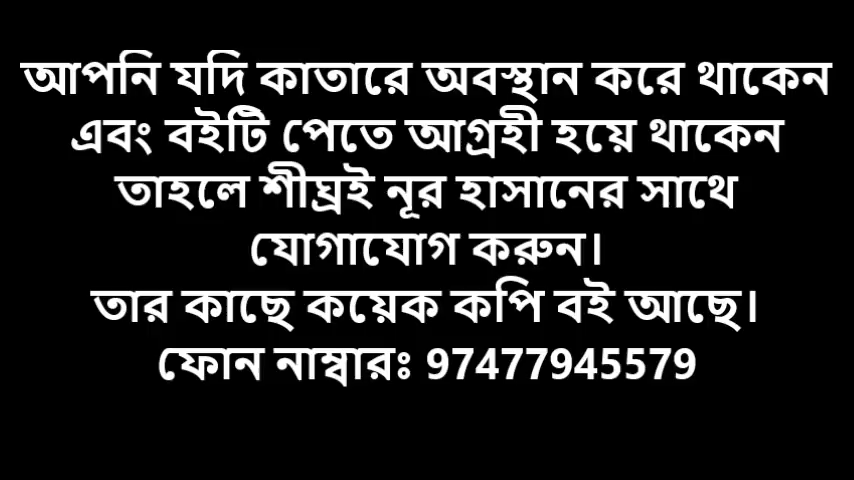 আপনি যদি কাতারে অবস্থান করে থাকেন
এবং বইটি পেতে আগ্রহী হয়ে থাকেন
তাহলে শীঘ্রই নূর হাসানের সাথে
যোগাযোগ করুন।
তার কাছে কয়েক কপি বই আছে।
ফোন নাম্বারঃ 97477945579